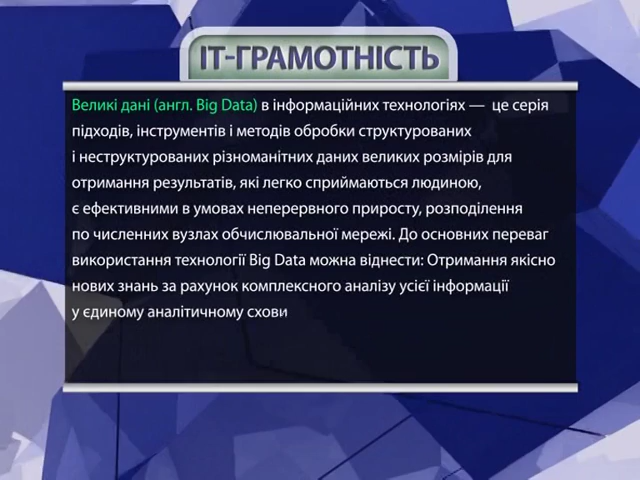 ІТ-ГРАМОТНІСТЬ
Великі дані (англ. Big Data) в інформаційних технологіях — це серія
підходів, інструментів і методів обробки структурованих
і неструктурованих різноманітних даних великих розмірів для
отримання результатів, які легко сприймаються людиною,
є ефективними в умовах неперервного приросту, розподілення
по численних вузлах обчислювальної мережі. До основних переваг
використання технології Big Data можна віднести: Отримання якісно
нових знань за рахунок комплексного аналізу усієї інформації
у єдиному аналітичному схови